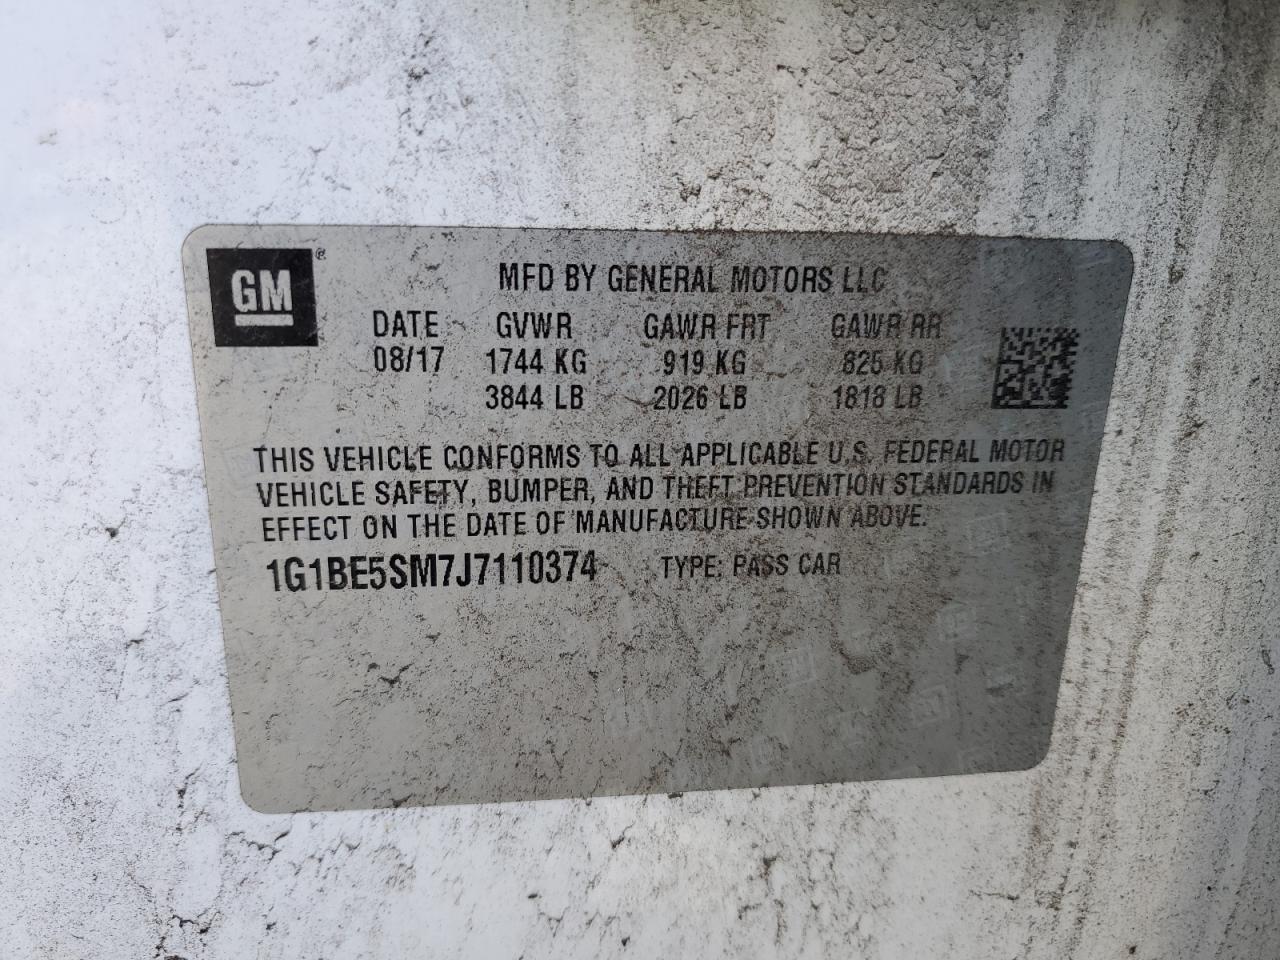 GM®
MFD BY GENERAL MOTORS LLC
DATE GVWR GAWR FRT GAWR RR
08/17 1744 KG 919 KG 825 KG
3844 LB 2026 LB 1818 LB
THIS VEHICLE CONFORMS TO ALL APPLICABLE U.S. FEDERAL MOTOR
VEHICLE SAFETY, BUMPER, AND THEFT PREVENTION STANDARDS IN
EFFECT ON THE DATE OF MANUFACTURE SHOWN ABOVE.
1G1BE5SM7J7110374 TYPE: PASS CAR